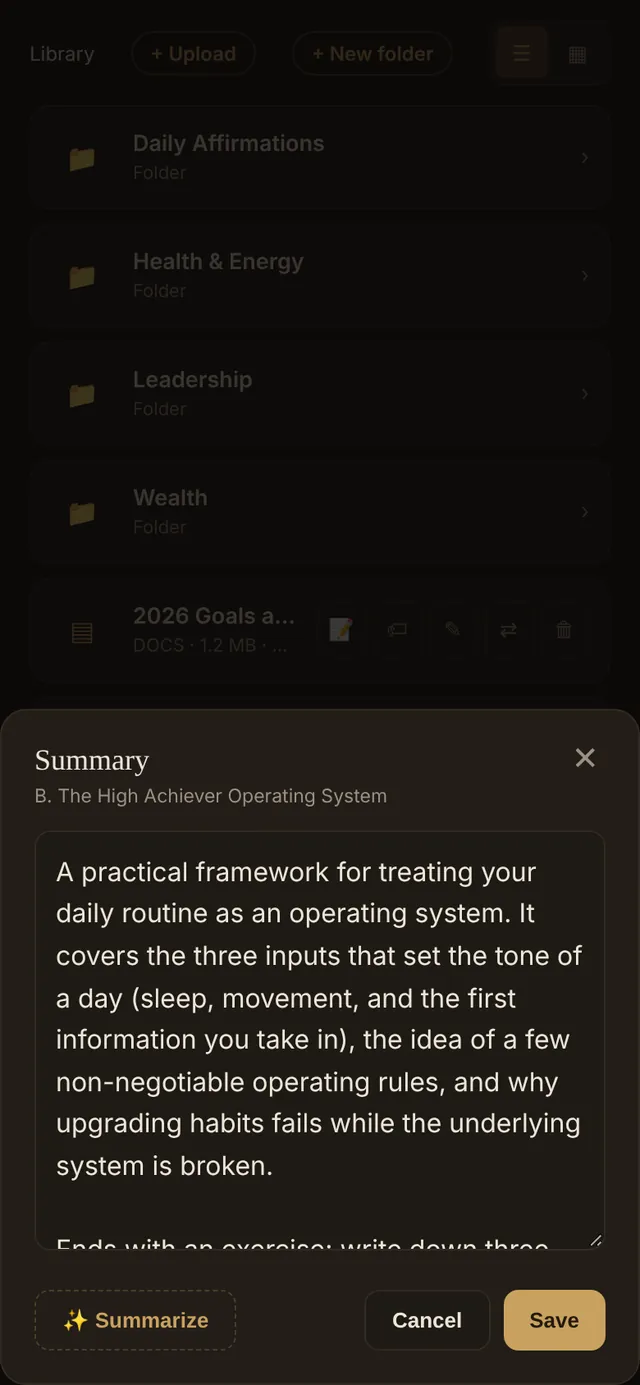 Library
+ Upload
+ New folder
Daily Affirmations
Folder
Health & Energy
Folder
Leadership
Folder
Wealth
Folder
2026 Goals a...
DOCS · 1.2 MB · ...
Summary
B. The High Achiever Operating System
A practical framework for treating your
daily routine as an operating system. It
covers the three inputs that set the tone of
a day (sleep, movement, and the first
information you take in), the idea of a few
non-negotiable operating rules, and why
upgrading habits fails while the underlying
system is broken.
Ends with an exercise: write down three
✨ Summarize
Cancel
Save